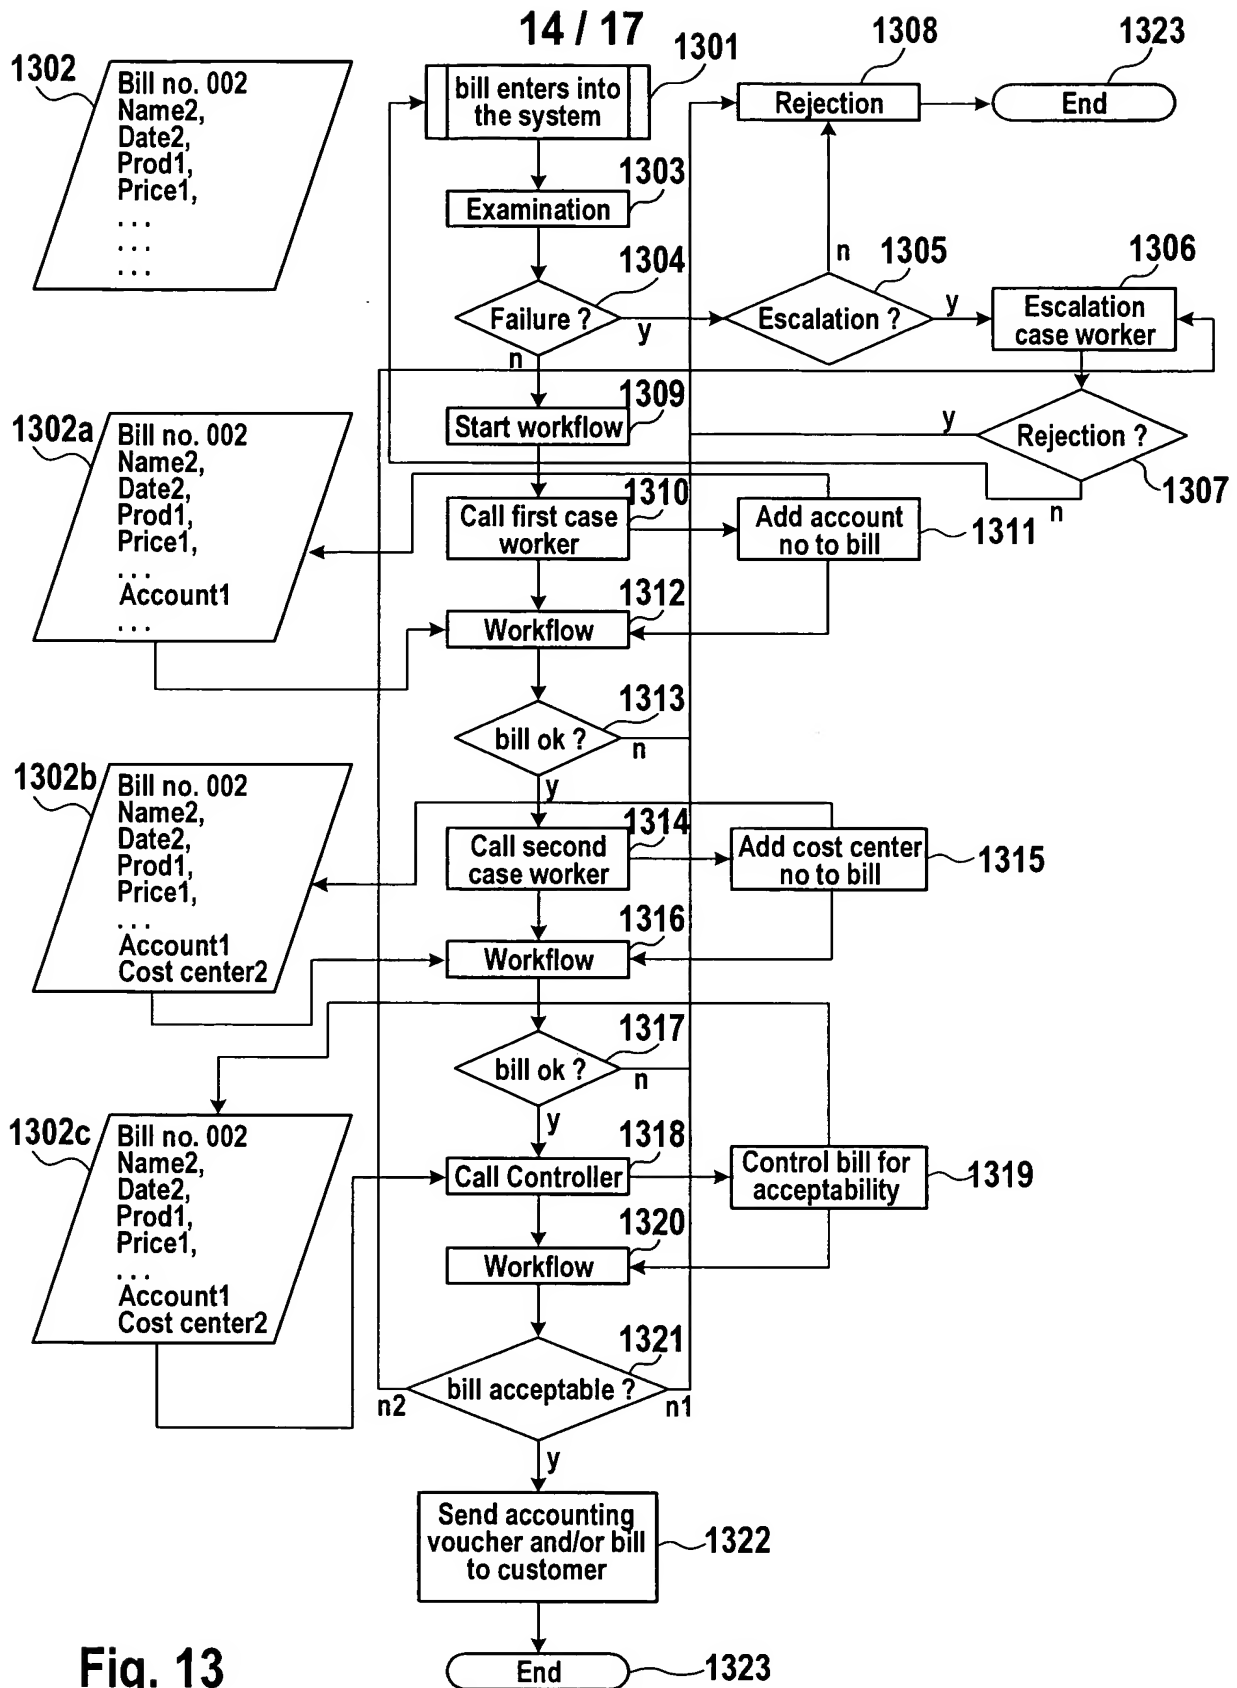 14 / 17
1302
Bill no. 002
Name2,
Date2,
Prod1,
Price1,
. . .
. . .
. . .
1301
bill enters into
the system
1308
Rejection
1323
End
1303
Examination
1304
Failure ?
y
n
1305
Escalation ?
n
y
1306
Escalation
case worker
1309
Start workflow
y
Rejection ?
1307
n
1302a
Bill no. 002
Name2,
Date2,
Prod1,
Price1,
. . .
Account1
. . .
1310
Call first case
worker
Add account
no to bill
1311
1312
Workflow
1313
bill ok ?
n
y
1302b
Bill no. 002
Name2,
Date2,
Prod1,
Price1,
. . .
Account1
Cost center2
1314
Call second
case worker
Add cost center
no to bill
1315
1316
Workflow
1317
bill ok ?
n
y
1302c
Bill no. 002
Name2,
Date2,
Prod1,
Price1,
. . .
Account1
Cost center2
1318
Call Controller
Control bill for
acceptability
1319
1320
Workflow
1321
bill acceptable ?
n2
n1
y
Send accounting
voucher and/or bill
to customer
1322
End
1323
Fig. 13